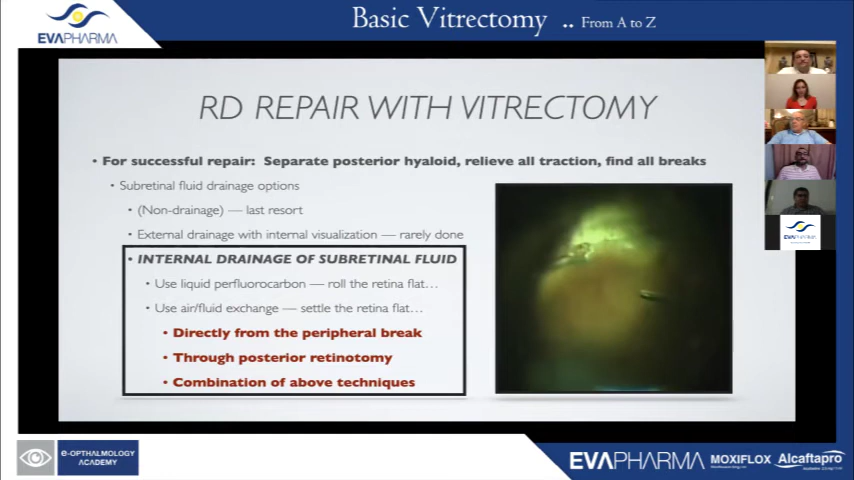 Basic Vitrectomy .. From A to Z
EVAPHARMA
RD REPAIR WITH VITRECTOMY
• For successful repair: Separate posterior hyaloid, relieve all traction, find all breaks
• Subretinal fluid drainage options
• (Non-drainage) — last resort
• External drainage with internal visualization — rarely done
• INTERNAL DRAINAGE OF SUBRETINAL FLUID
• Use liquid perfluorocarbon — roll the retina flat…
• Use air/fluid exchange — settle the retina flat…
• Directly from the peripheral break
• Through posterior retinotomy
• Combination of above techniques
EVAPHARMA
e-OPTHALMOLOGY
ACADEMY
EVAPHARMA MOXIFLOX Alcaftapro